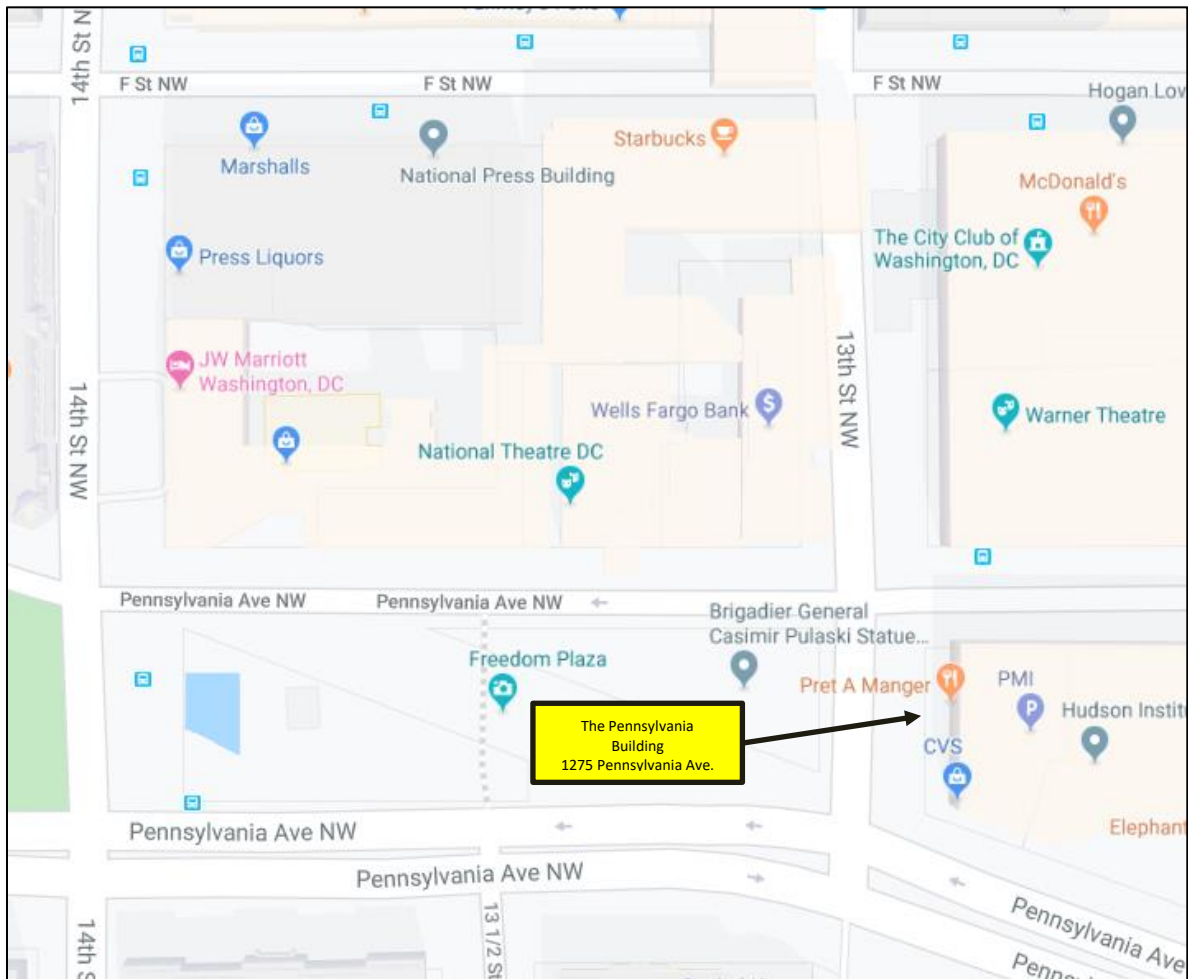 14th St N
F St NW
F St NW
F St NW
Hogan Lov
Marshalls
National Press Building
Starbucks
McDonald's
The City Club of
Washington, DC
Press Liquors
JW Marriott
Washington, DC
14th St NW
13th St NW
Wells Fargo Bank
Warner Theatre
National Theatre DC
Pennsylvania Ave NW
Pennsylvania Ave NW
Brigadier General
Casimir Pulaski Statue...
Freedom Plaza
Pret A Manger
PMI
P
Hudson Instit
The Pennsylvania
Building
1275 Pennsylvania Ave.
CVS
Pennsylvania Ave NW
Elephant
Pennsylvania Ave NW
Pennsylvania Ave
14th S
13 1/2 St